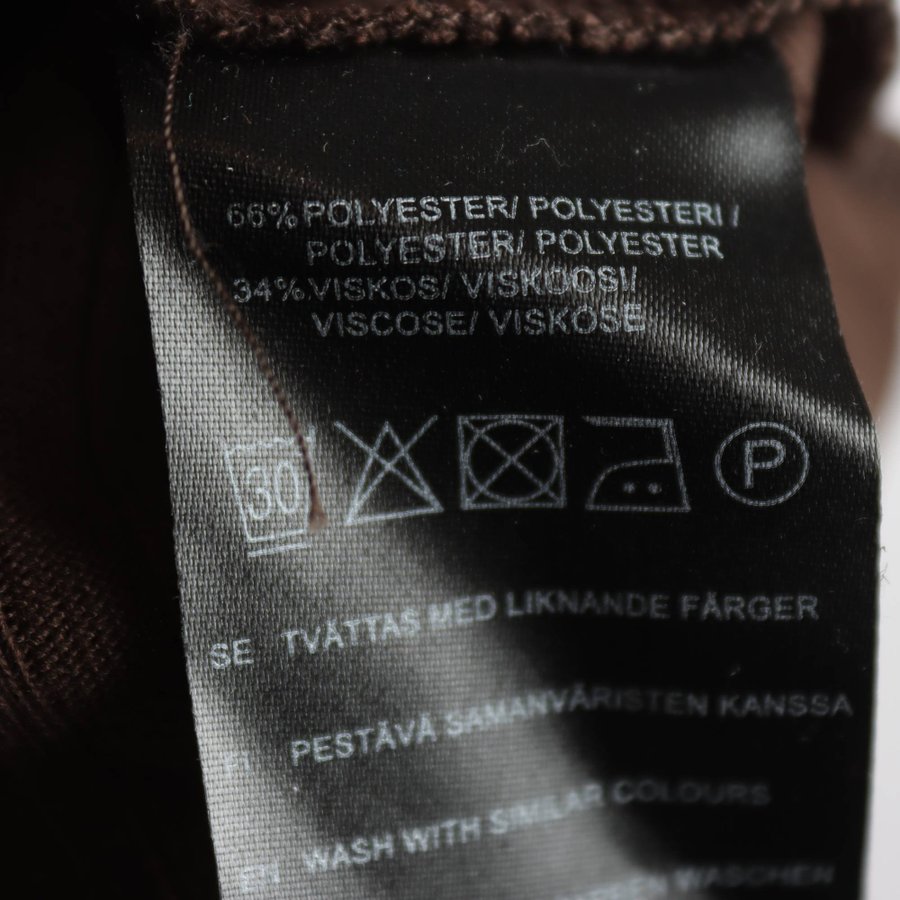 66% POLYESTER/ POLYESTERI /
POLYESTER/ POLYESTER
34% VISKOS/ VISKOOSI/
VISCOSE/ VISKOSE
30
P
SE TVÄTTAS MED LIKNANDE FÄRGER
FI PESTÄVÄ SAMANVÄRISTEN KANSSA
EN WASH WITH SIMILAR COLOURS
WASCHEN